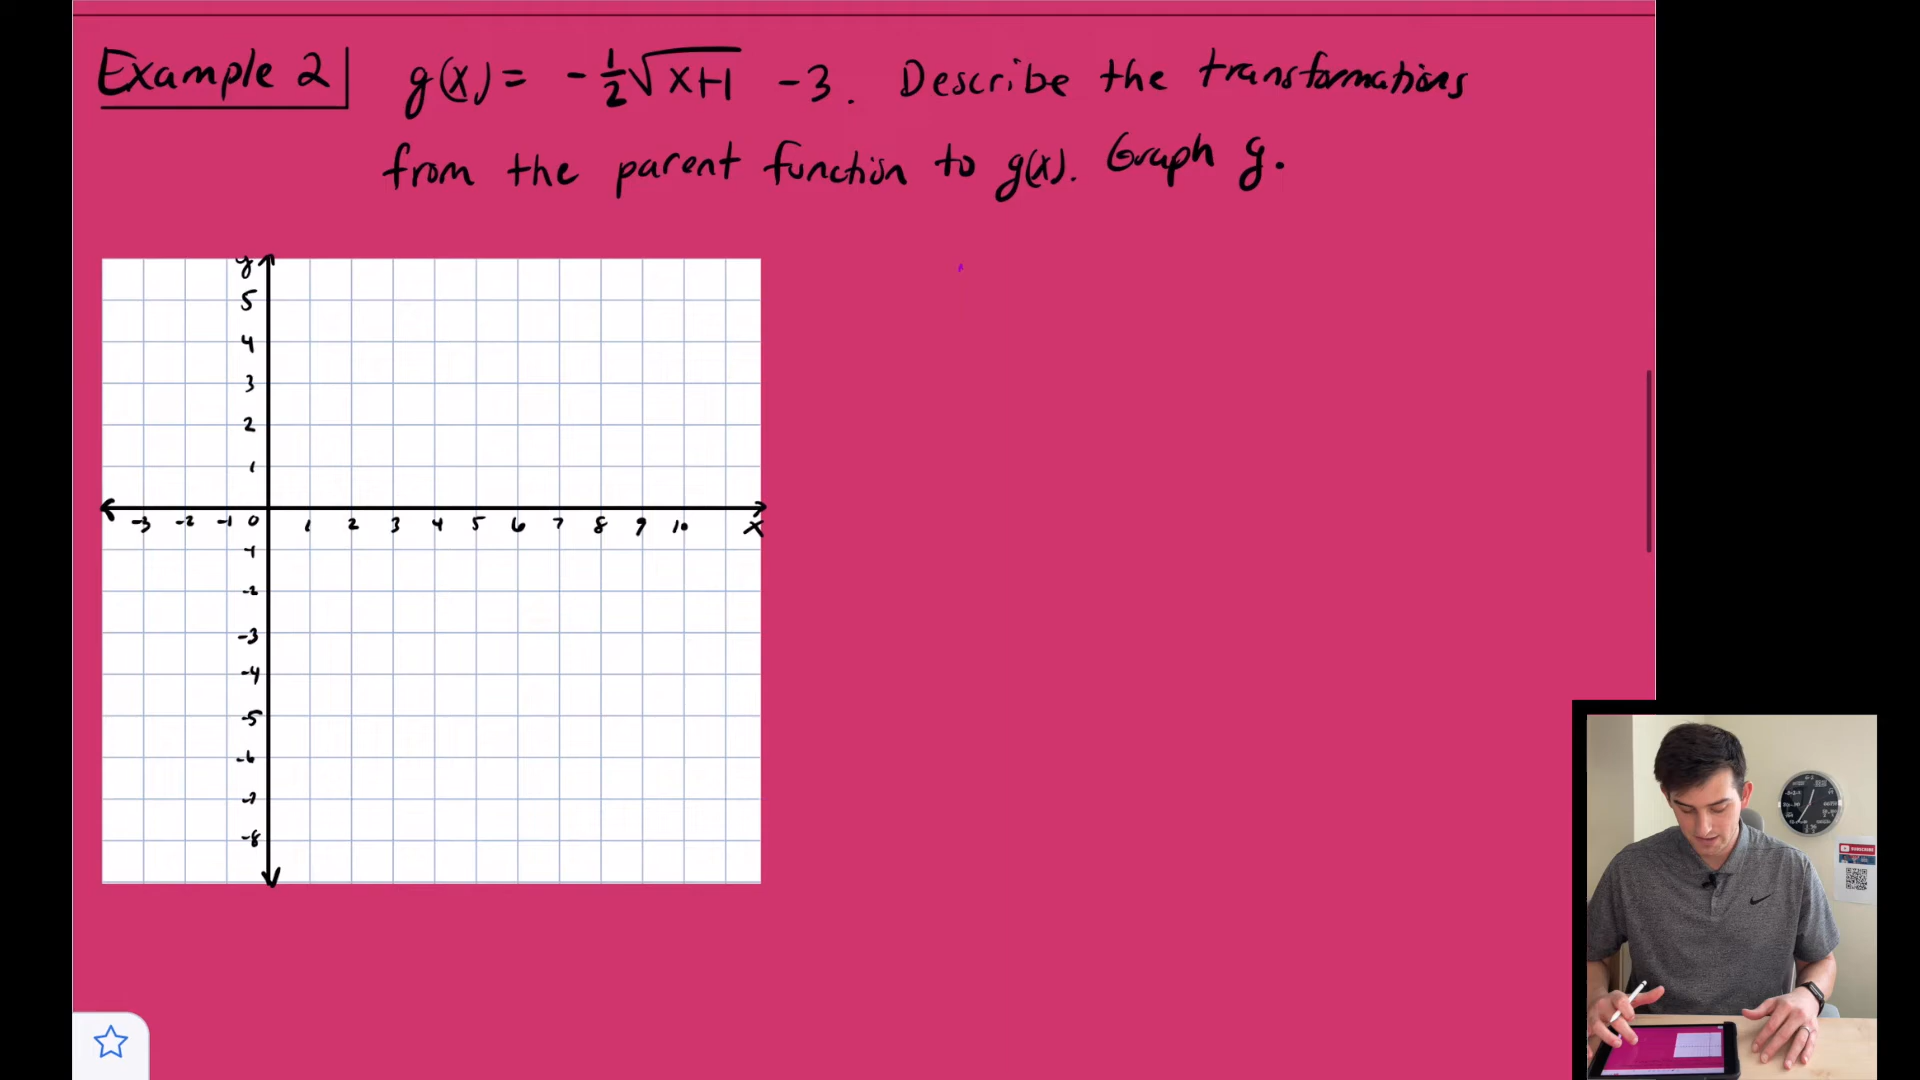 Example 2 g(x) = -½√x+1 -3. Describe the transformations
from the parent function to g(x). Graph g.
y
5
4
3
2
1
-3 -2 -1 0 1 2 3 4 5 6 7 8 9 10 x
-1
-2
-3
-4
-5
-6
-7
-8
SUBSCRIBE